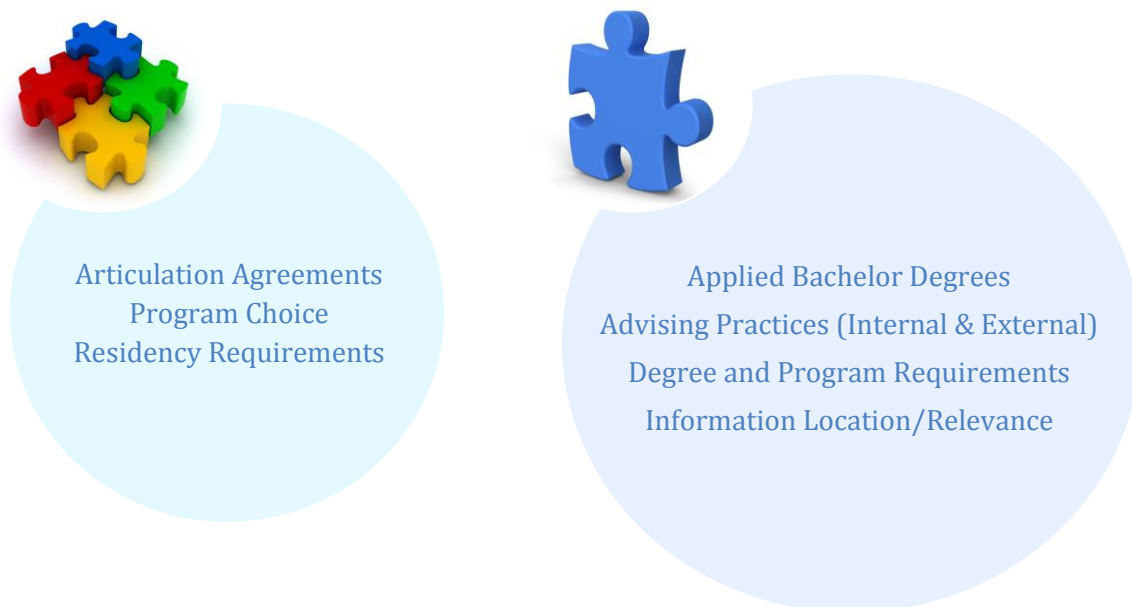 Articulation Agreements
Program Choice
Residency Requirements
Applied Bachelor Degrees
Advising Practices (Internal & External)
Degree and Program Requirements
Information Location/Relevance